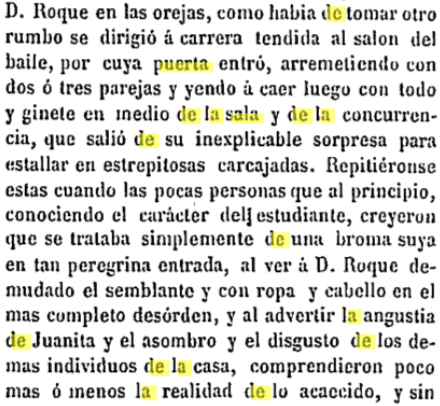 D. Roque en las orejas, como habia de tomar otro
rumbo se dirigió á carrera tendida al salon del
baile, por cuya puerta entró, arremetiendo con
dos ó tres parejas y yendo á caer luego con todo
y ginete en medio de la sala y de la concurren-
cia, que salió de su inexplicable sorpresa para
estallar en estrepitosas carcajadas. Repitiéronse
estas cuando las pocas personas que al principio,
conociendo el carácter del estudiante, creyeron
que se trataba simplemente de una broma suya
en tan peregrina entrada, al ver á D. Roque de-
mudado el semblante y con ropa y cabello en el
mas completo desórden, y al advertir la angustia
de Juanita y el asombro y el disgusto de los de-
mas individuos de la casa, comprendieron poco
mas ó menos la realidad de lo acaecido, y sin